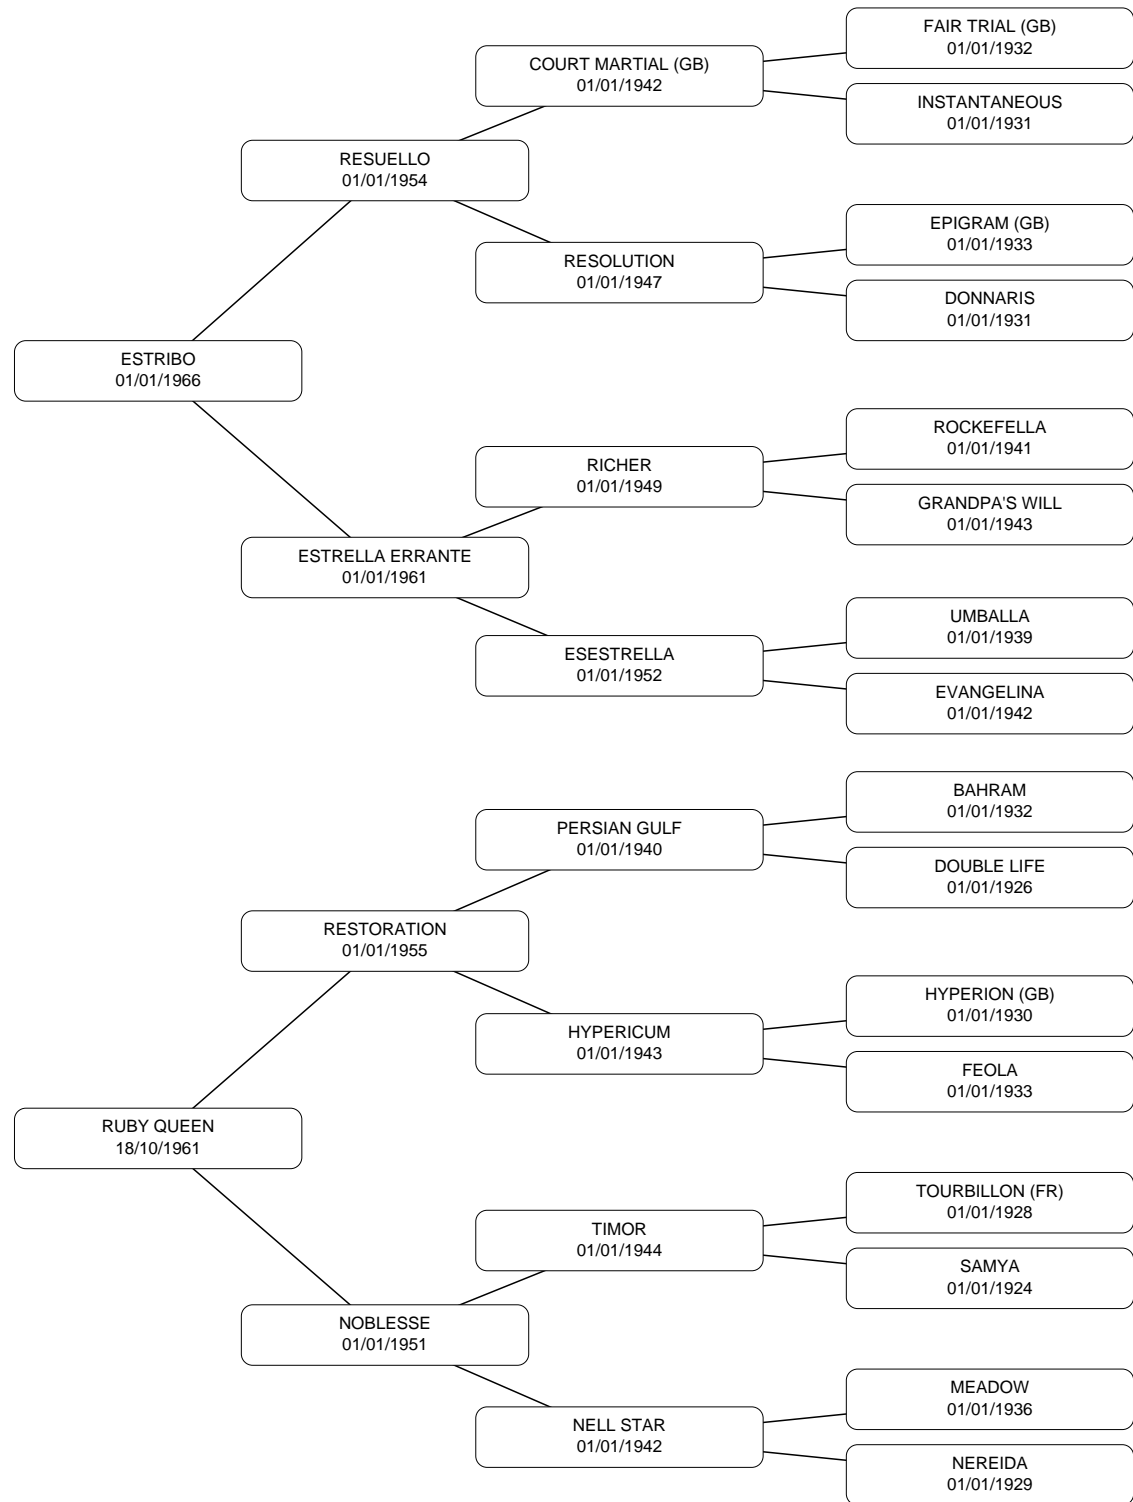 FAIR TRIAL (GB)
01/01/1932
COURT MARTIAL (GB)
01/01/1942
INSTANTANEOUS
01/01/1931
RESUELLO
01/01/1954
EPIGRAM (GB)
01/01/1933
RESOLUTION
01/01/1947
DONNARIS
01/01/1931
ESTRIBO
01/01/1966
ROCKEFELLA
01/01/1941
RICHER
01/01/1949
GRANDPA'S WILL
01/01/1943
ESTRELLA ERRANTE
01/01/1961
UMBALLA
01/01/1939
ESESTRELLA
01/01/1952
EVANGELINA
01/01/1942
BAHRAM
01/01/1932
PERSIAN GULF
01/01/1940
DOUBLE LIFE
01/01/1926
RESTORATION
01/01/1955
HYPERION (GB)
01/01/1930
HYPERICUM
01/01/1943
FEOLA
01/01/1933
RUBY QUEEN
18/10/1961
TOURBILLON (FR)
01/01/1928
TIMOR
01/01/1944
SAMYA
01/01/1924
NOBLESSE
01/01/1951
MEADOW
01/01/1936
NELL STAR
01/01/1942
NEREIDA
01/01/1929